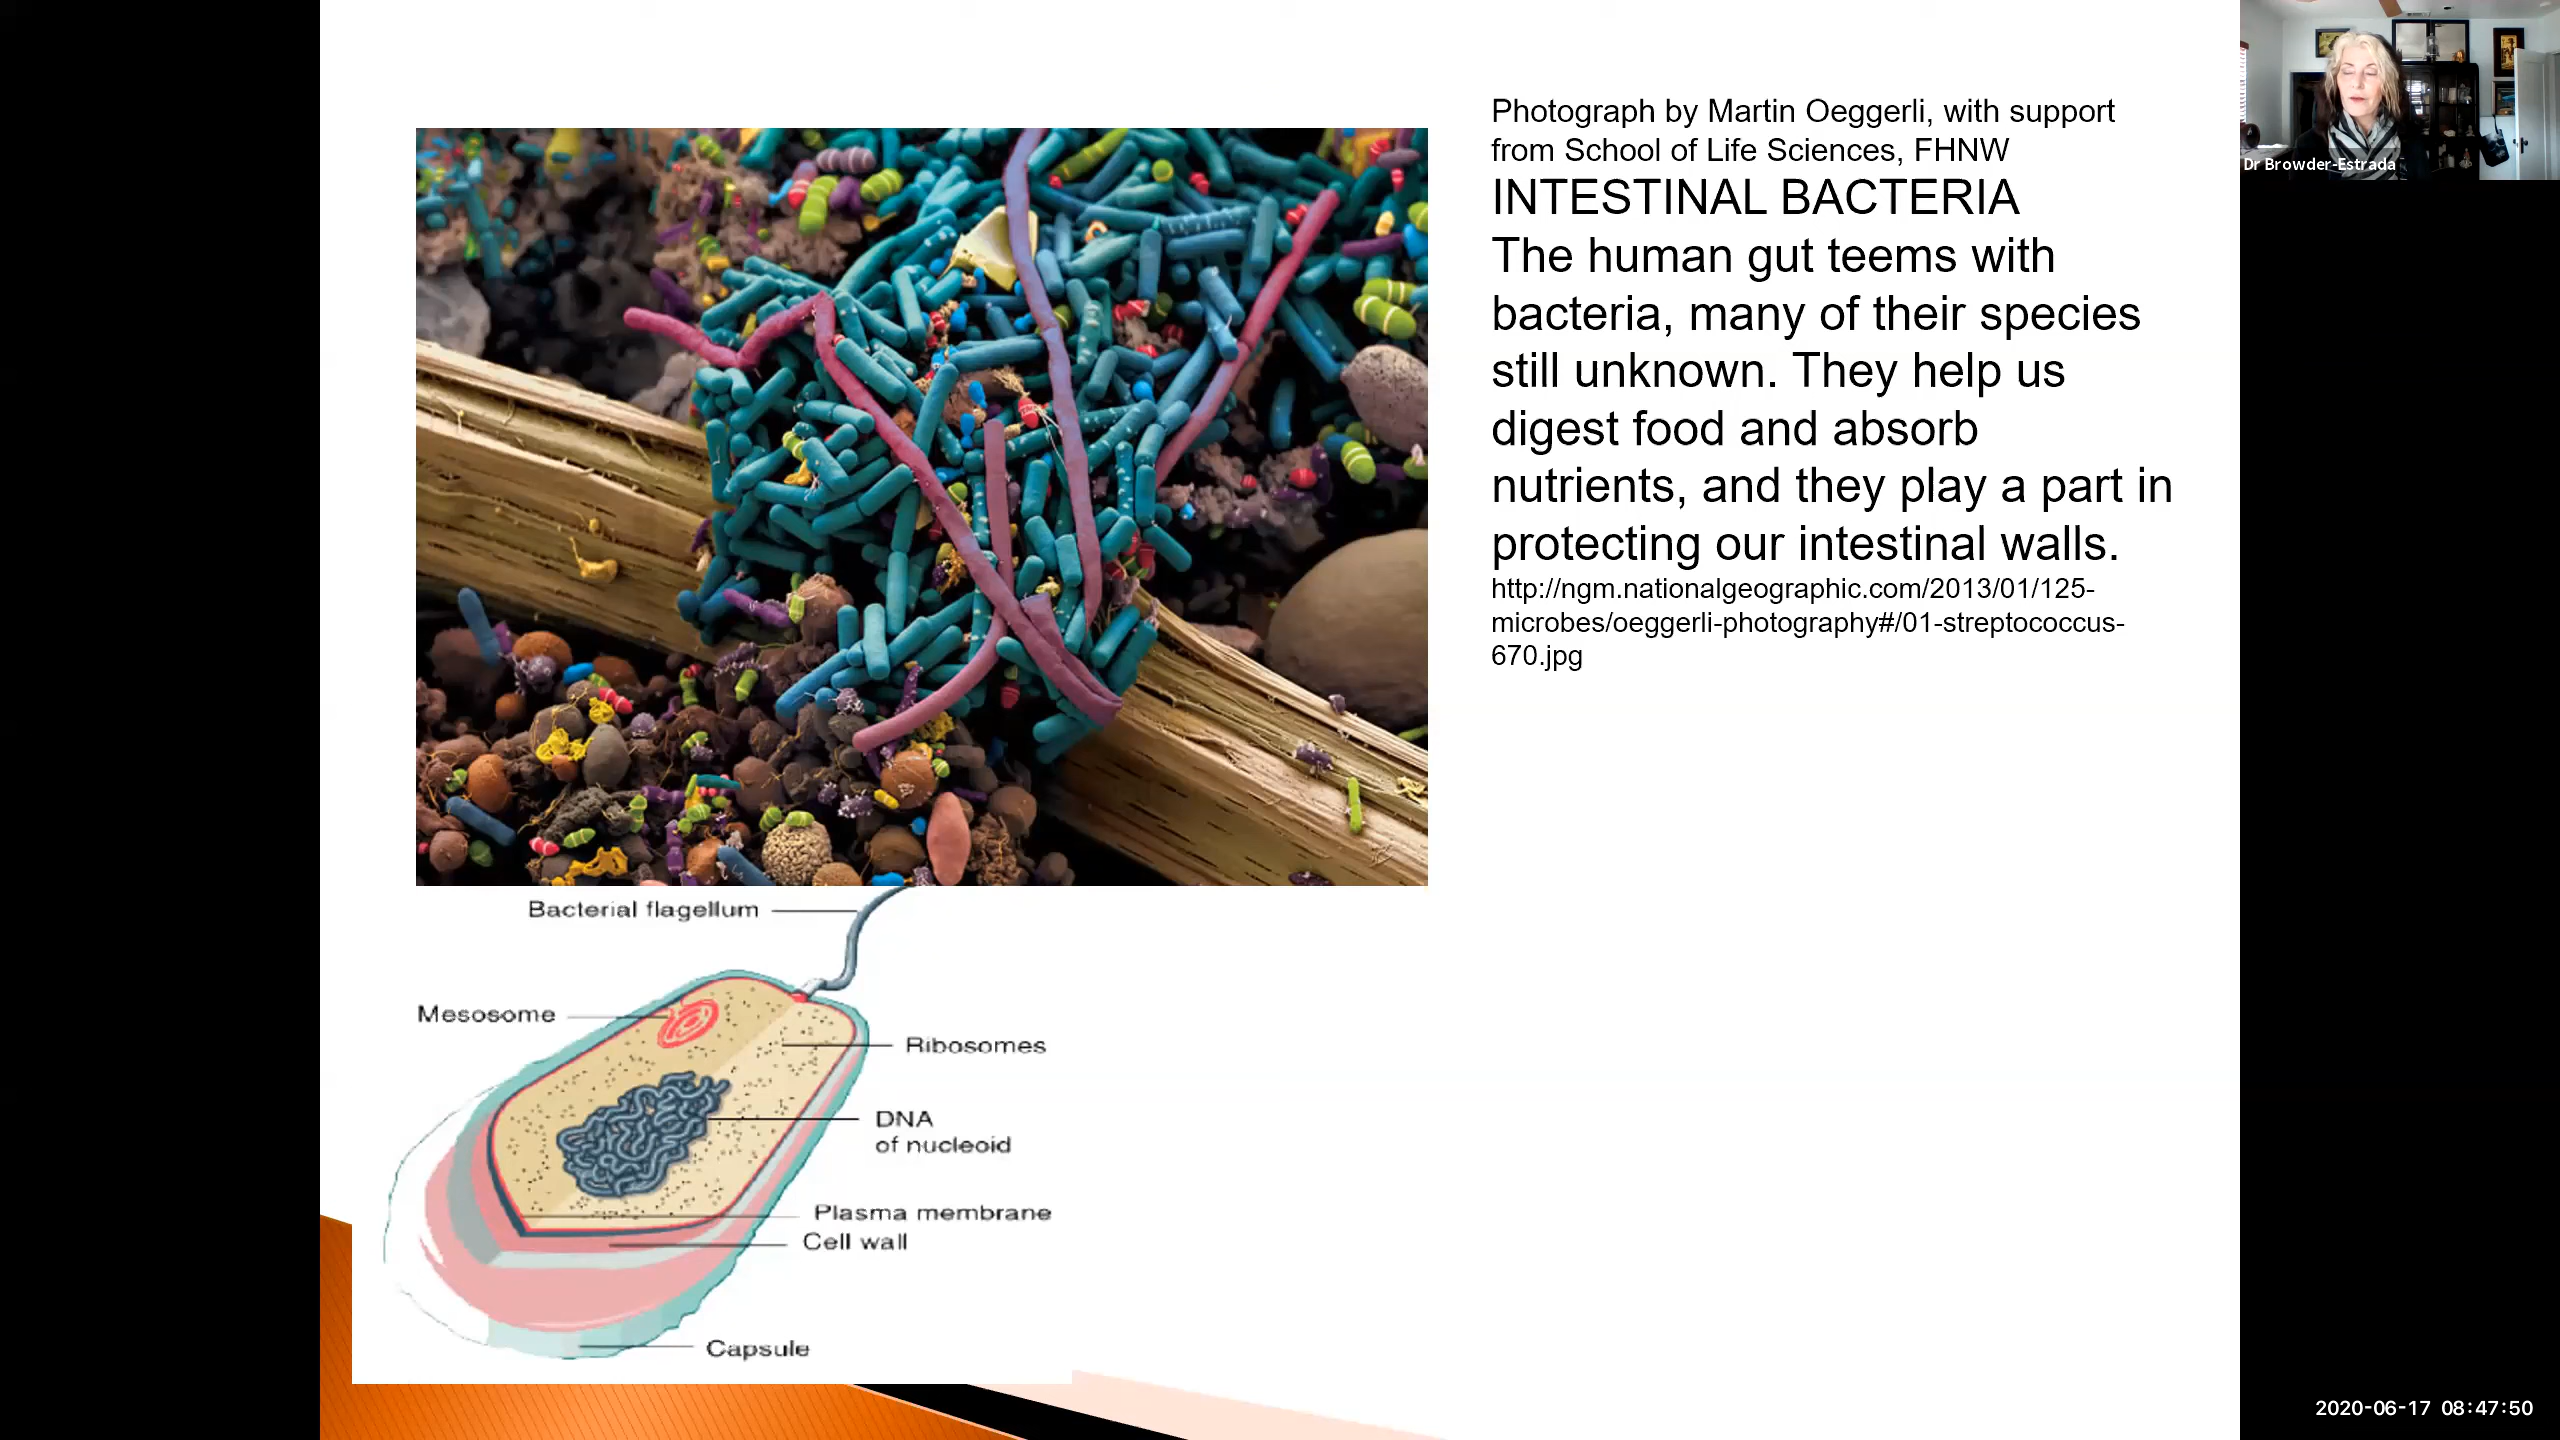 Photograph by Martin Oeggerli, with support
from School of Life Sciences, FHNW
INTESTINAL BACTERIA
The human gut teems with
bacteria, many of their species
still unknown. They help us
digest food and absorb
nutrients, and they play a part in
protecting our intestinal walls.
http://ngm.nationalgeographic.com/2013/01/125-
microbes/oeggerli-photography#/01-streptococcus-
670.jpg
Dr Browder-Estrada
Bacterial flagellum
Mesosome
Ribosomes
DNA
of nucleoid
Plasma membrane
Cell wall
Capsule
2020-06-17 08:47:50